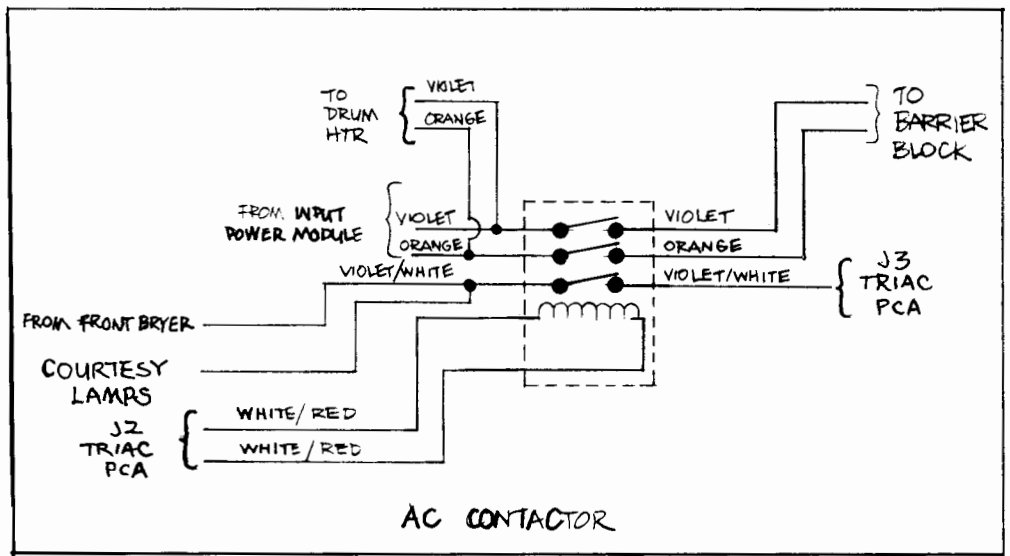 VIOLET
TO
DRUM
HTR
ORANGE
TO
BARRIER
BLOCK
FROM INPUT
POWER MODULE
VIOLET
ORANGE
VIOLET/WHITE
VIOLET
ORANGE
VIOLET/WHITE
J3
TRIAC
PCA
FROM FRONT BRYER
COURTESY
LAMPS
J2
TRIAC
PCA
WHITE/RED
WHITE/RED
AC CONTACTOR